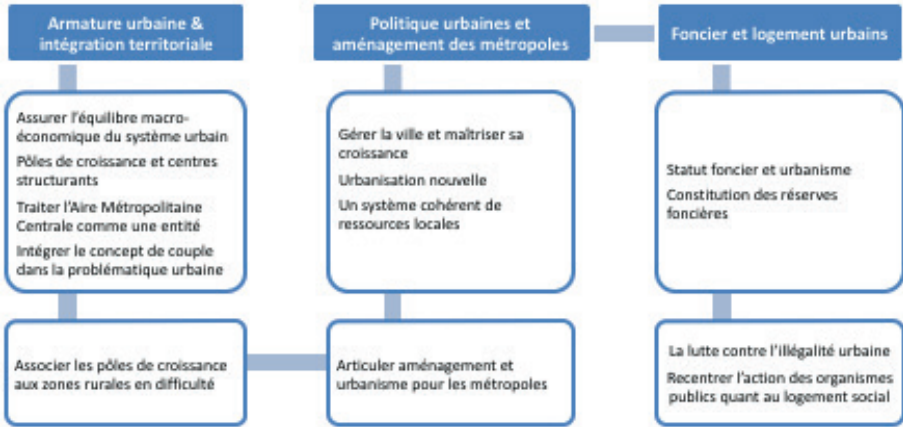 Armature urbaine &
intégration territoriale
Assurer l'équilibre macro-
économique du système urbain
Pôles de croissance et centres
structurants
Traiter l'Aire Métropolitaine
Centrale comme une entité
Intégrer le concept de couple
dans la problématique urbaine
Associer les pôles de croissance
aux zones rurales en difficulté
Politique urbaines et
aménagement des métropoles
Gérer la ville et maîtriser sa
croissance
Urbanisation nouvelle
Un système cohérent de
ressources locales
Articuler aménagement et
urbanisme pour les métropoles
Foncier et logement urbains
Statut foncier et urbanisme
Constitution des réserves
foncières
La lutte contre l'illégalité urbaine
Recentrer l'action des organismes
publics quant au logement social